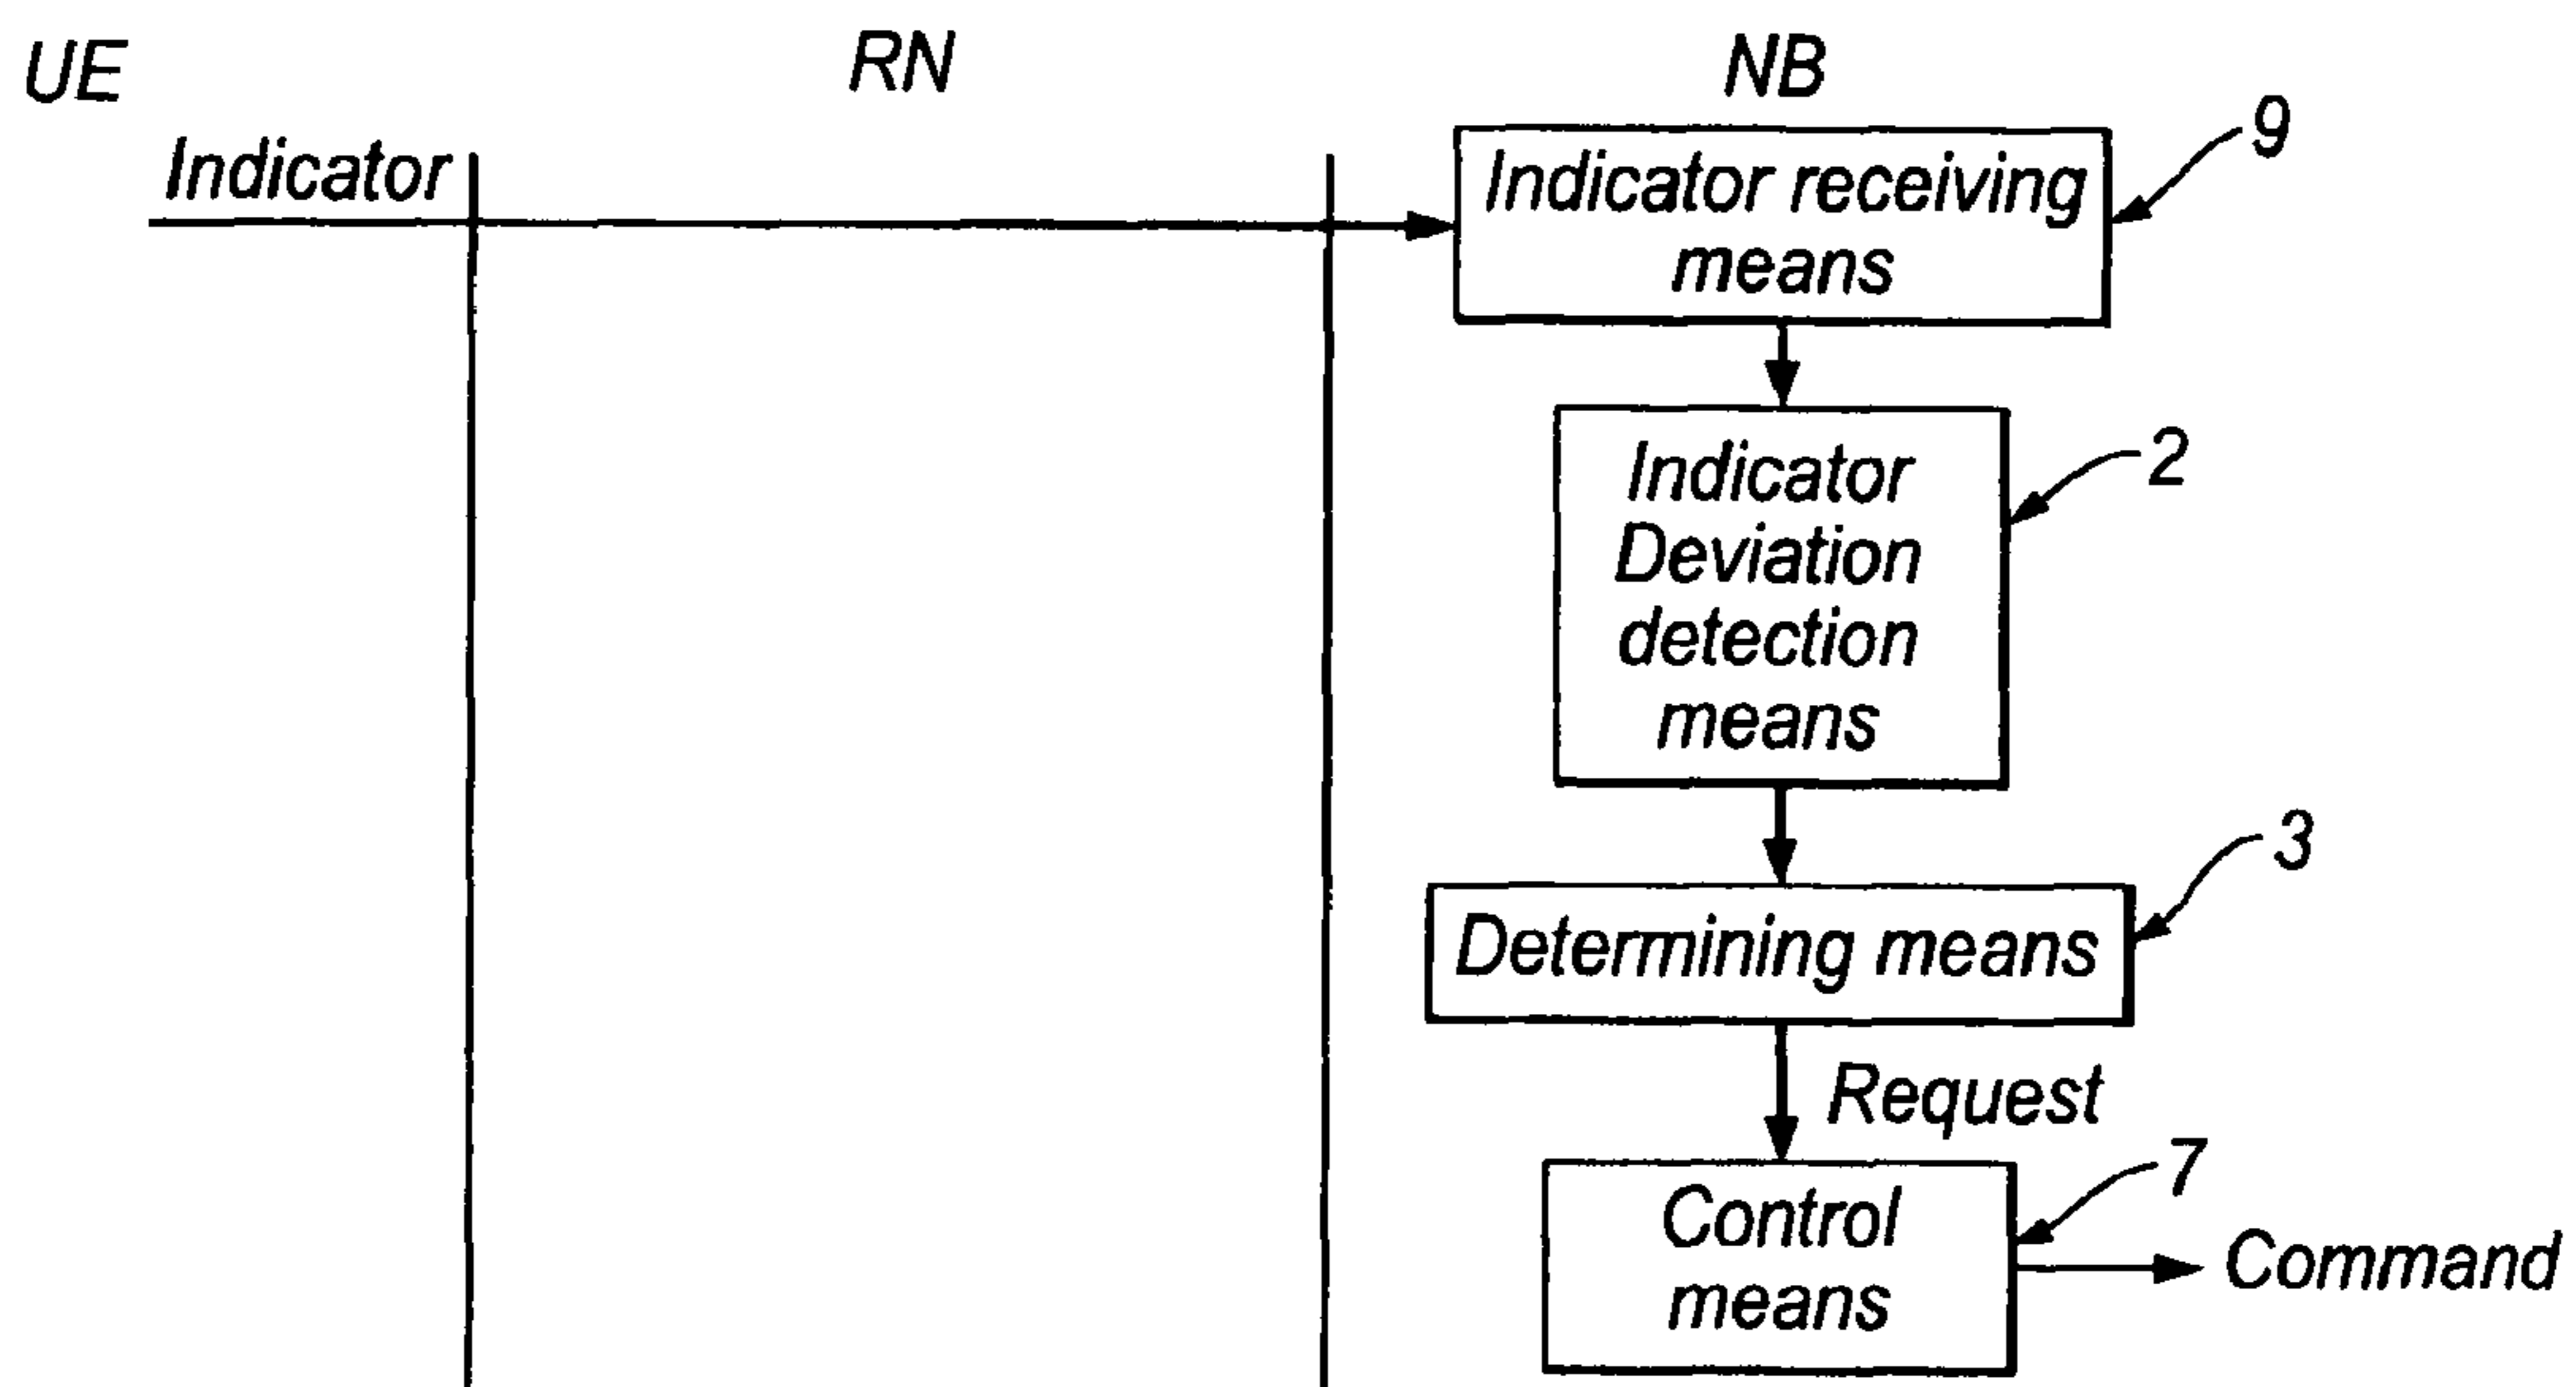 UE
RN
NB
Indicator
Indicator receiving
means
9
Indicator
Deviation
detection
means
2
Determining means
3
Request
Control
means
7
Command